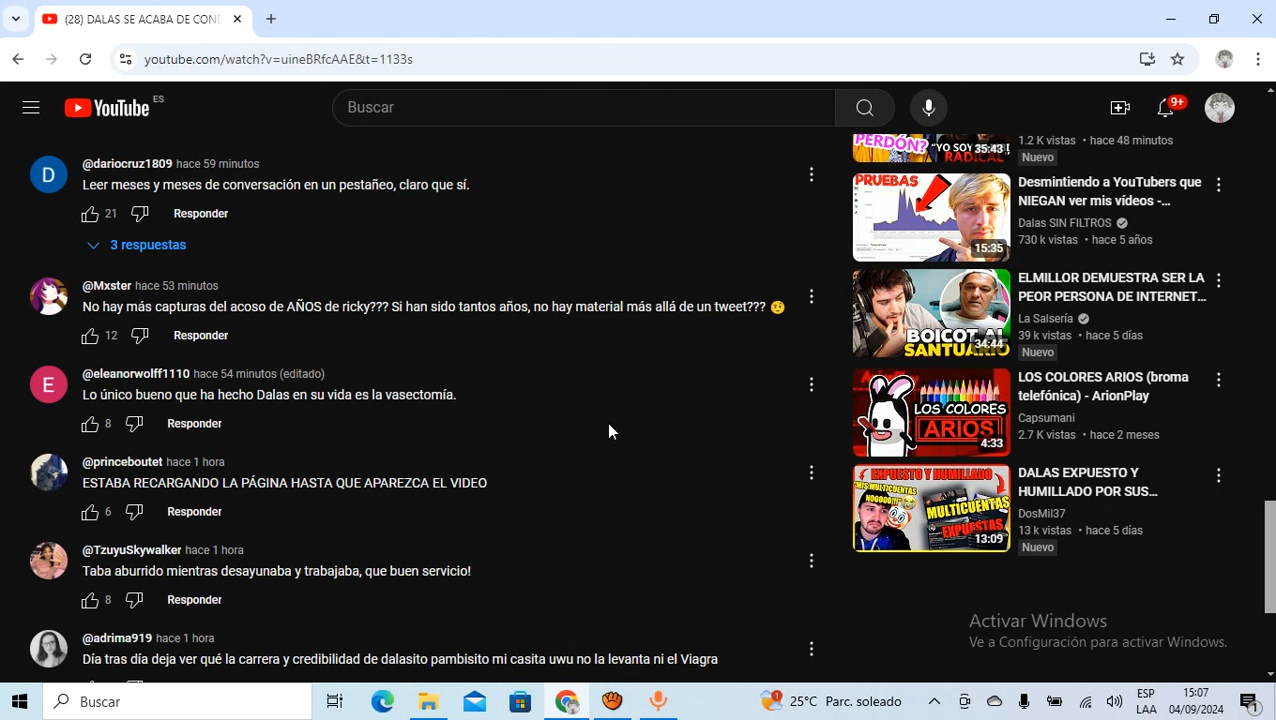 (28) DALAS SE ACABA DE COND
youtube.com/watch?v=uineBRfcAAE&t=1133s
YouTube ES
Buscar
9+
@dariocruz1809 hace 59 minutos
Leer meses y meses de conversación en un pestañeo, claro que sí.
21 Responder
3 respuestas
@Mxster hace 53 minutos
No hay más capturas del acoso de AÑOS de ricky??? Si han sido tantos años, no hay material más allá de un tweet??? 🤨
12 Responder
@eleanorwolff1110 hace 54 minutos (editado)
Lo único bueno que ha hecho Dalas en su vida es la vasectomía.
8 Responder
@princeboutet hace 1 hora
ESTABA RECARGANDO LA PÁGINA HASTA QUE APAREZCA EL VIDEO
6 Responder
@TzuyuSkywalker hace 1 hora
Taba aburrido mientras desayunaba y trabajaba, que buen servicio!
8 Responder
@adrima919 hace 1 hora
Día tras día deja ver qué la carrera y credibilidad de dalasito pambisito mi casita uwu no la levanta ni el Viagra
PERDÓN? "YO SOY
RADICAL
35:43
1.2 K vistas • hace 48 minutos
Nuevo
PRUEBAS
15:35
Desmintiendo a YouTubers que
NIEGAN ver mis vídeos -...
Dalas SIN FILTROS
730 k vistas • hace 5 años
BOICOT AL
SANTUARIO
34:44
ELMILLOR DEMUESTRA SER LA
PEOR PERSONA DE INTERNET...
La Salsería
39 k vistas • hace 5 días
Nuevo
LOS COLORES
ARIOS
4:33
LOS COLORES ARIOS (broma
telefónica) - ArionPlay
Capsumani
2.7 K vistas • hace 2 meses
EXPUESTO Y HUMILLADO
"MIS MULTICUENTAS
NOOOO!!!"
MULTICUENTAS
EXPUESTAS
13:09
DALAS EXPUESTO Y
HUMILLADO POR SUS...
DosMil37
13 k vistas • hace 5 días
Nuevo
Activar Windows
Ve a Configuración para activar Windows.
Buscar
1
25°C Parc. soleado
ESP
LAA
15:07
04/09/2024
1